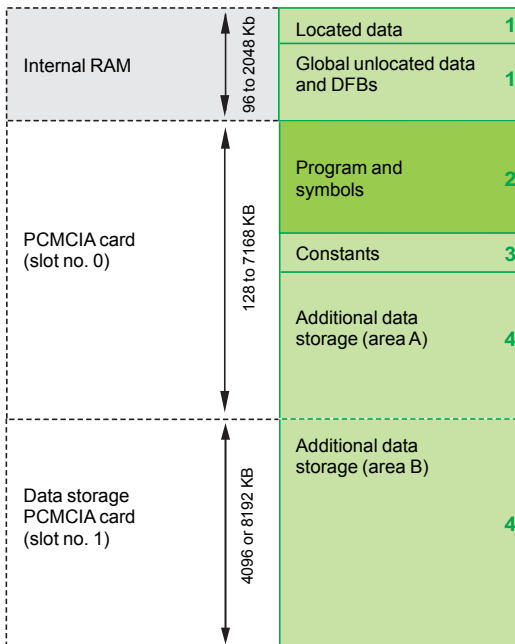 Internal RAM
96 to 2048 Kb
Located data
1
Global unlocated data
and DFBs
1
PCMCIA card
(slot no. 0)
128 to 7168 KB
Program and
symbols
2
Constants
3
Additional data
storage (area A)
4
Data storage
PCMCIA card
(slot no. 1)
4096 or 8192 KB
Additional data
storage (area B)
4